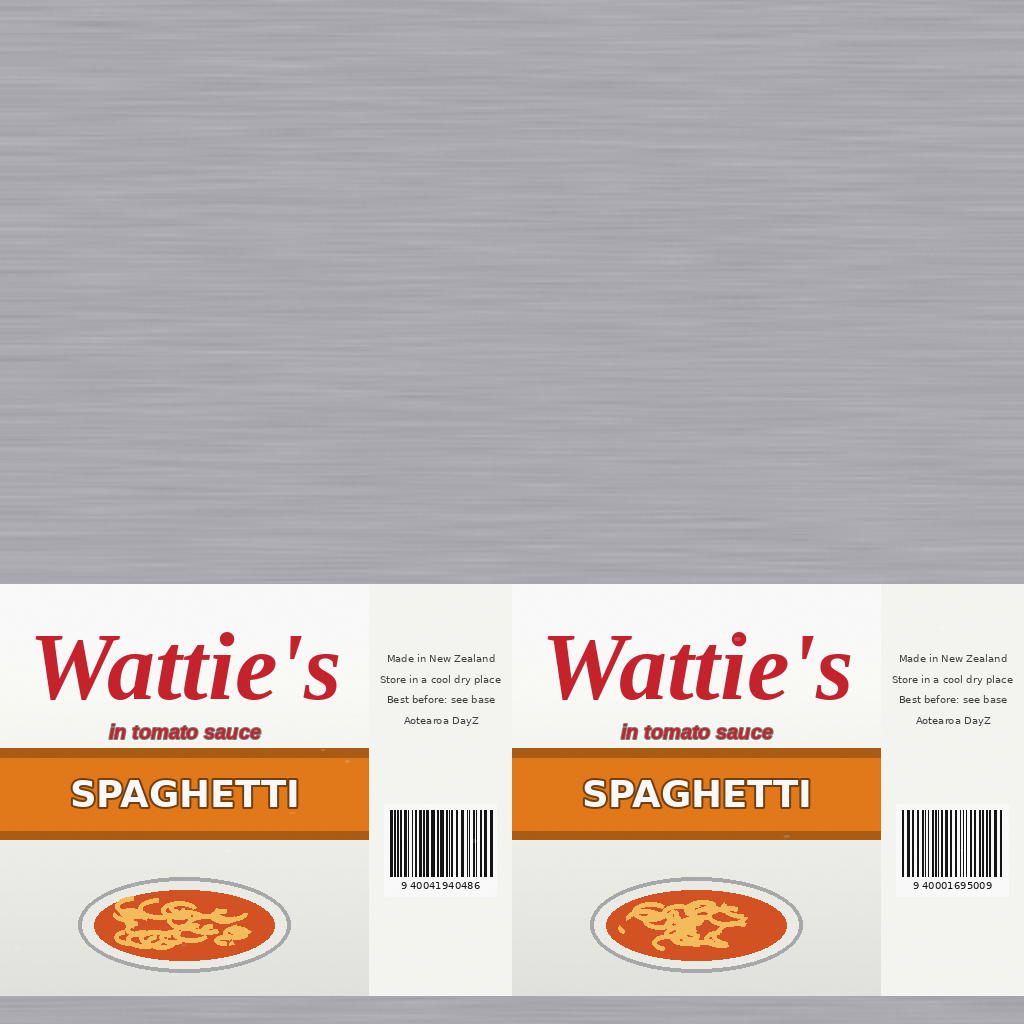 Wattie's
in tomato sauce
SPAGHETTI
Made in New Zealand
Store in a cool dry place
Best before: see base
Aotearoa DayZ
9 40041940486
Wattie's
in tomato sauce
SPAGHETTI
Made in New Zealand
Store in a cool dry place
Best before: see base
Aotearoa DayZ
9 40001695009